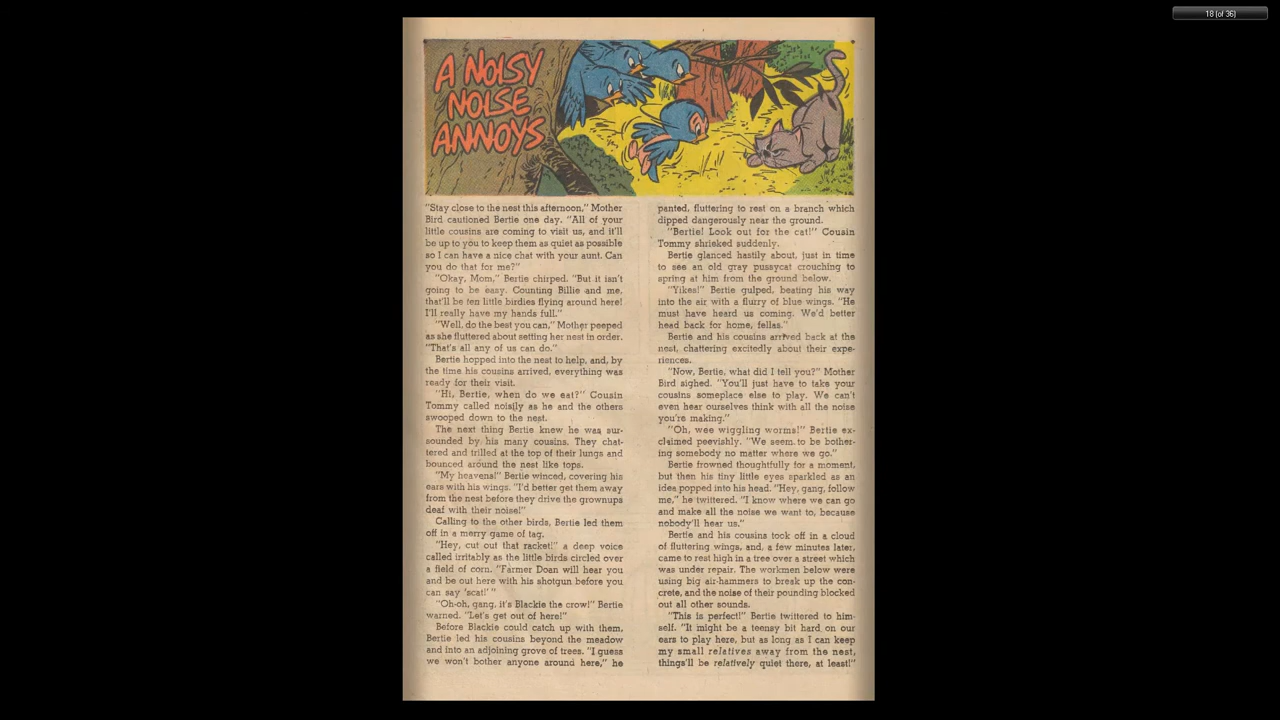 18 (of 36)
A NOISY
NOISE
ANNOYS
"Stay close to the nest this afternoon," Mother
Bird cautioned Bertie one day. "All of your
little cousins are coming to visit us, and it'll
be up to you to keep them as quiet as possible
so I can have a nice chat with your aunt. Can
you do that for me?"
"Okay, Mom," Bertie chirped. "But it isn't
going to be easy. Counting Billie and me,
that'll be ten little birdies flying around here!
I'll really have my hands full."
"Well, do the best you can," Mother peeped
as she fluttered about setting her nest in order.
"That's all any of us can do."
Bertie hopped into the nest to help, and, by
the time his cousins arrived, everything was
ready for their visit.
"Hi, Bertie, when do we eat?" Cousin
Tommy called noisily as he and the others
swooped down to the nest.
The next thing Bertie knew he was sur-
sounded by his many cousins. They chat-
tered and trilled at the top of their lungs and
bounced around the nest like tops.
"My heavens!" Bertie winced, covering his
ears with his wings. "I'd better get them away
from the nest before they drive the grownups
deaf with their noise!"
Calling to the other birds, Bertie led them
off in a merry game of tag.
"Hey, cut out that racket!" a deep voice
called irritably as the little birds circled over
a field of corn. "Farmer Doan will hear you
and be out here with his shotgun before you
can say 'scat!' "
"Oh-oh, gang, it's Blackie the crow!" Bertie
warned. "Let's get out of here!"
Before Blackie could catch up with them,
Bertie led his cousins beyond the meadow
and into an adjoining grove of trees. "I guess
we won't bother anyone around here," he
panted, fluttering to rest on a branch which
dipped dangerously near the ground.
"Bertie! Look out for the cat!" Cousin
Tommy shrieked suddenly.
Bertie glanced hastily about, just in time
to see an old gray pussycat crouching to
spring at him from the ground below.
"Yikes!" Bertie gulped, beating his way
into the air with a flurry of blue wings. "He
must have heard us coming. We'd better
head back for home, fellas."
Bertie and his cousins arrived back at the
nest, chattering excitedly about their expe-
riences.
"Now, Bertie, what did I tell you?" Mother
Bird sighed. "You'll just have to take your
cousins someplace else to play. We can't
even hear ourselves think with all the noise
you're making."
"Oh, wee wiggling worms!" Bertie ex-
claimed peevishly. "We seem to be bother-
ing somebody no matter where we go."
Bertie frowned thoughtfully for a moment,
but then his tiny little eyes sparkled as an
idea popped into his head. "Hey, gang, follow
me," he twittered. "I know where we can go
and make all the noise we want to, because
nobody'll hear us."
Bertie and his cousins took off in a cloud
of fluttering wings, and, a few minutes later,
came to rest high in a tree over a street which
was under repair. The workmen below were
using big air-hammers to break up the con-
crete, and the noise of their pounding blocked
out all other sounds.
"This is perfect!" Bertie twittered to him-
self. "It might be a teensy bit hard on our
ears to play here, but as long as I can keep
my small relatives away from the nest,
things'll be relatively quiet there, at least!"